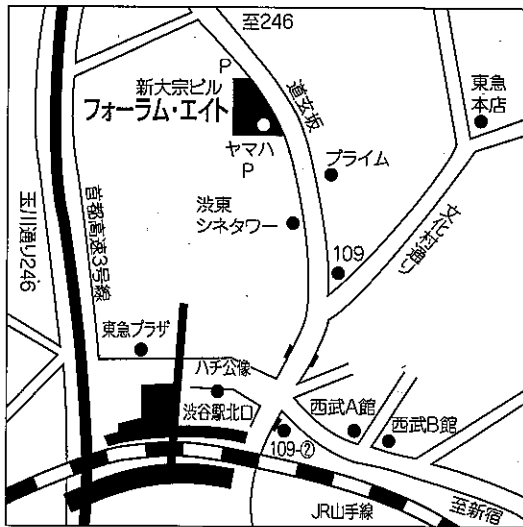 至246
P
新大宗ビル
フォーラム・エイト
ヤマハ
P
道玄坂
東急
本店
プライム
渋東
シネタワー
文化村通り
109
玉川通り246
首都高速3号線
東急プラザ
ハチ公像
渋谷駅北口
西武A館
西武B館
109-②
至新宿
JR山手線